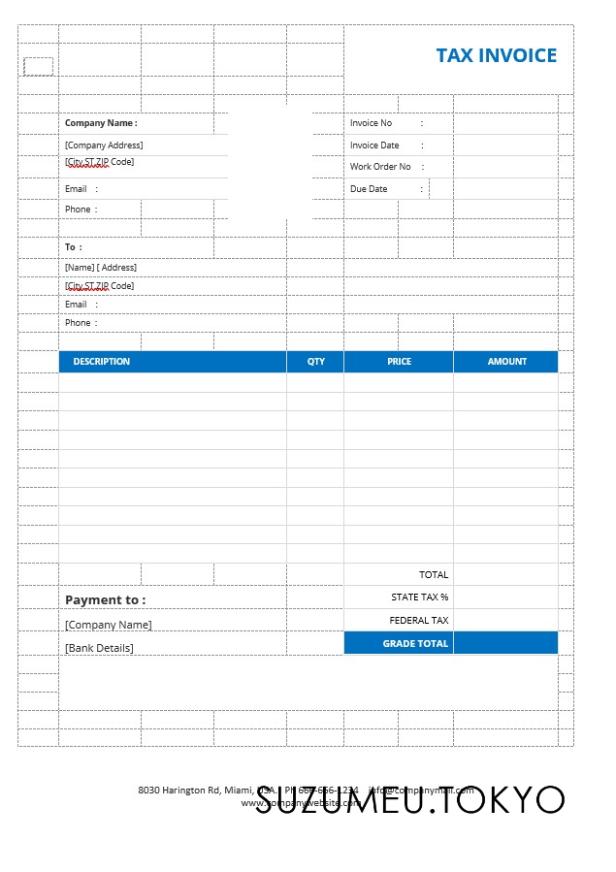 TAX INVOICE
Company Name :
[Company Address]
[City ST ZIP Code]
Email :
Phone :
Invoice No :
Invoice Date :
Work Order No :
Due Date :
To :
[Name] [ Address]
[City ST ZIP Code]
Email :
Phone :
DESCRIPTION QTY PRICE AMOUNT
TOTAL
STATE TAX %
FEDERAL TAX
GRADE TOTAL
Payment to :
[Company Name]
[Bank Details]
8030 Harington Rd, Miami, USA. Ph 666-666-1234 info@companymail.com
www.companywebsite.com
SUZUMEU.TOKYO